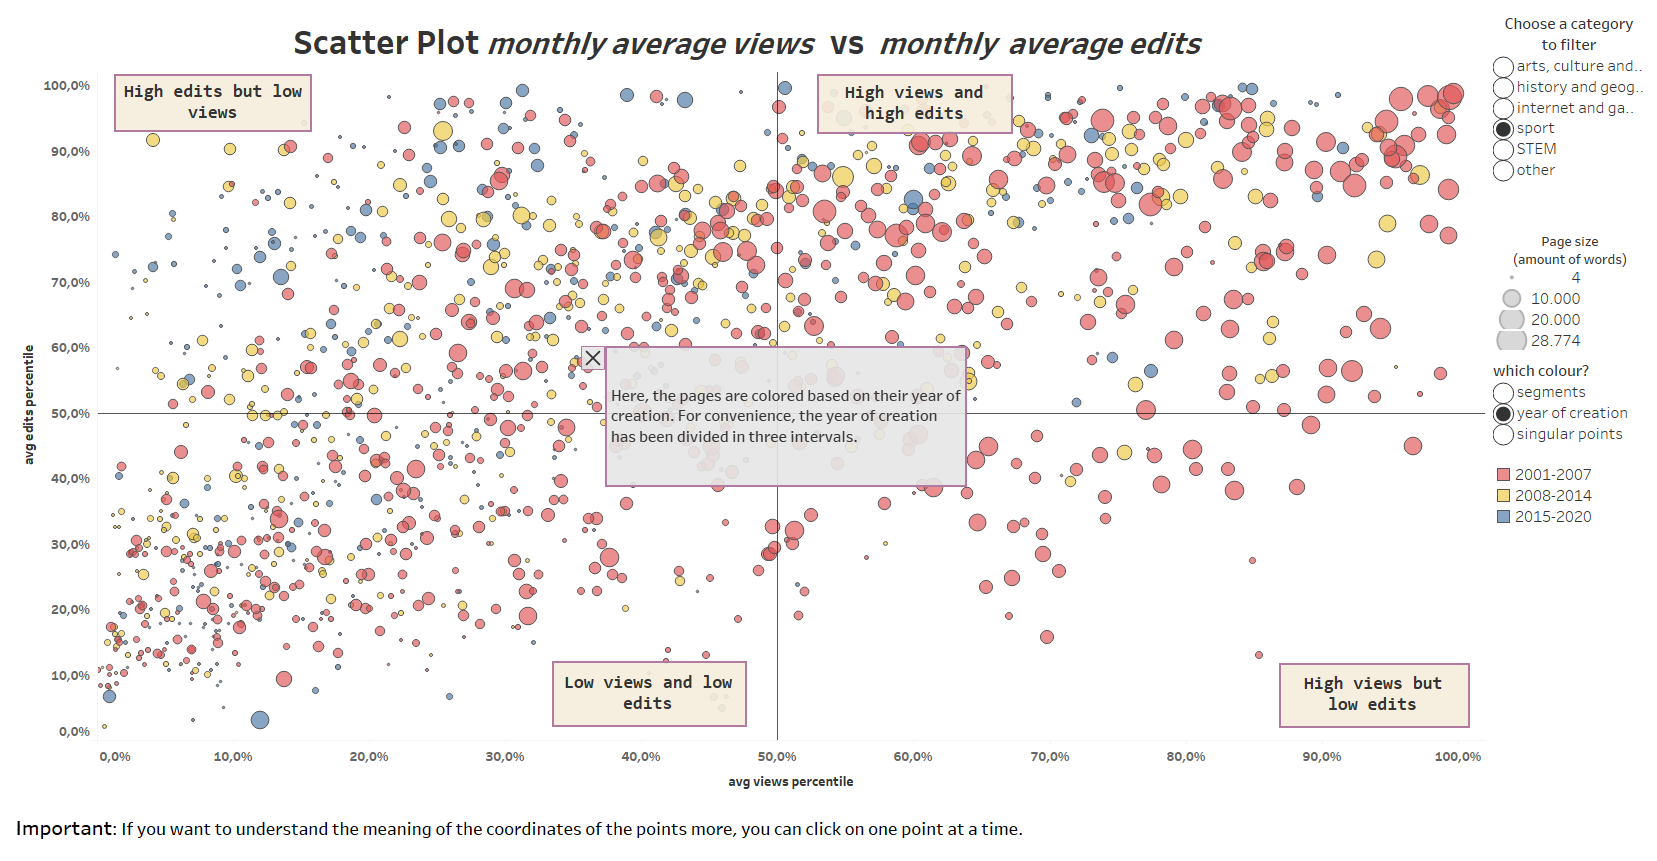 Scatter Plot monthly average views vs monthly average edits
High edits but low
views
High views and
high edits
100,0%
90,0%
80,0%
70,0%
60,0%
50,0%
40,0%
30,0%
20,0%
10,0%
0,0%
avg edits percentile
Here, the pages are colored based on their year of
creation. For convenience, the year of creation
has been divided in three intervals.
Low views and low
edits
High views but
low edits
0,0%
10,0%
20,0%
30,0%
40,0%
50,0%
60,0%
70,0%
80,0%
90,0%
100,0%
avg views percentile
Choose a category
to filter
arts, culture and..
history and geog..
internet and ga..
sport
STEM
other
Page size
(amount of words)
4
10.000
20.000
28.774
which colour?
segments
year of creation
singular points
2001-2007
2008-2014
2015-2020
Important: If you want to understand the meaning of the coordinates of the points more, you can click on one point at a time.